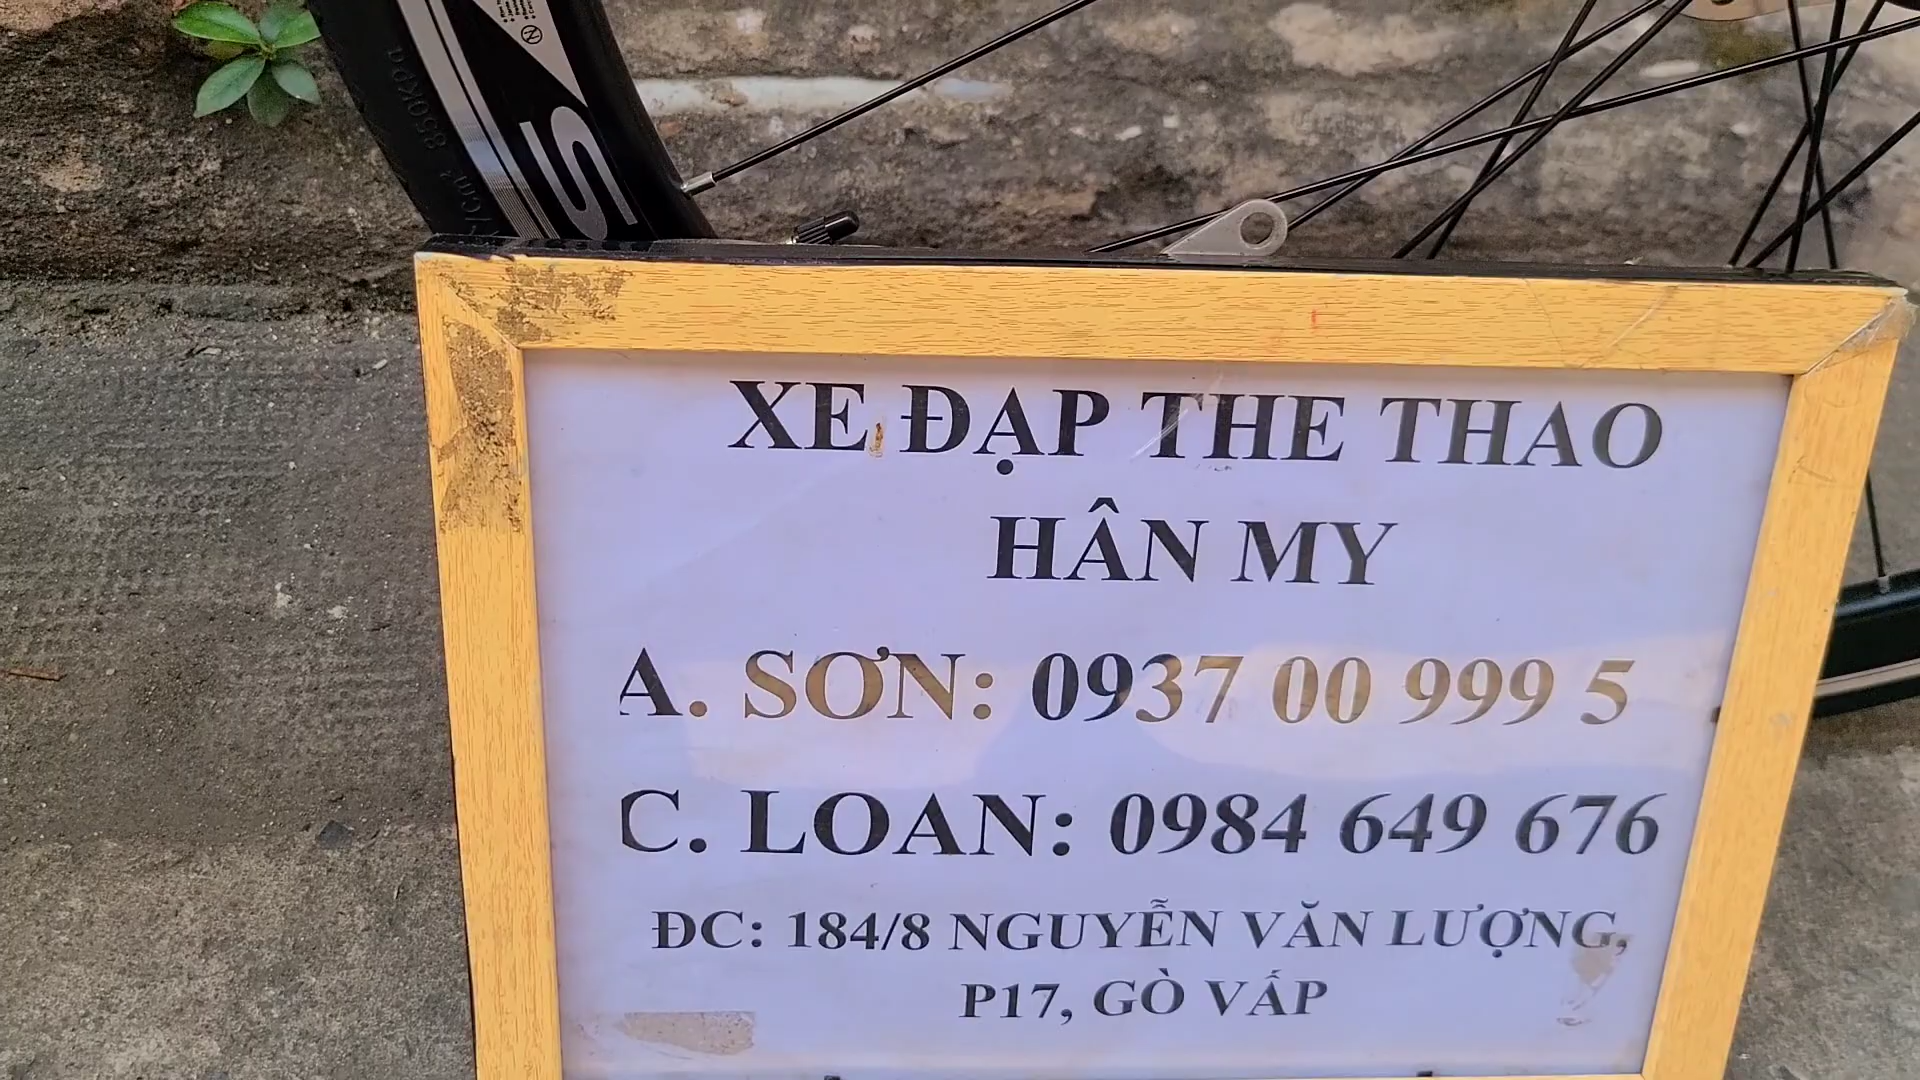 S
850kPa
XE ĐẠP THE THAO
HÂN MY
A. SƠN: 0937 00 999 5
C. LOAN: 0984 649 676
ĐC: 184/8 NGUYỄN VĂN LƯỢNG,
P17, GÒ VẤP